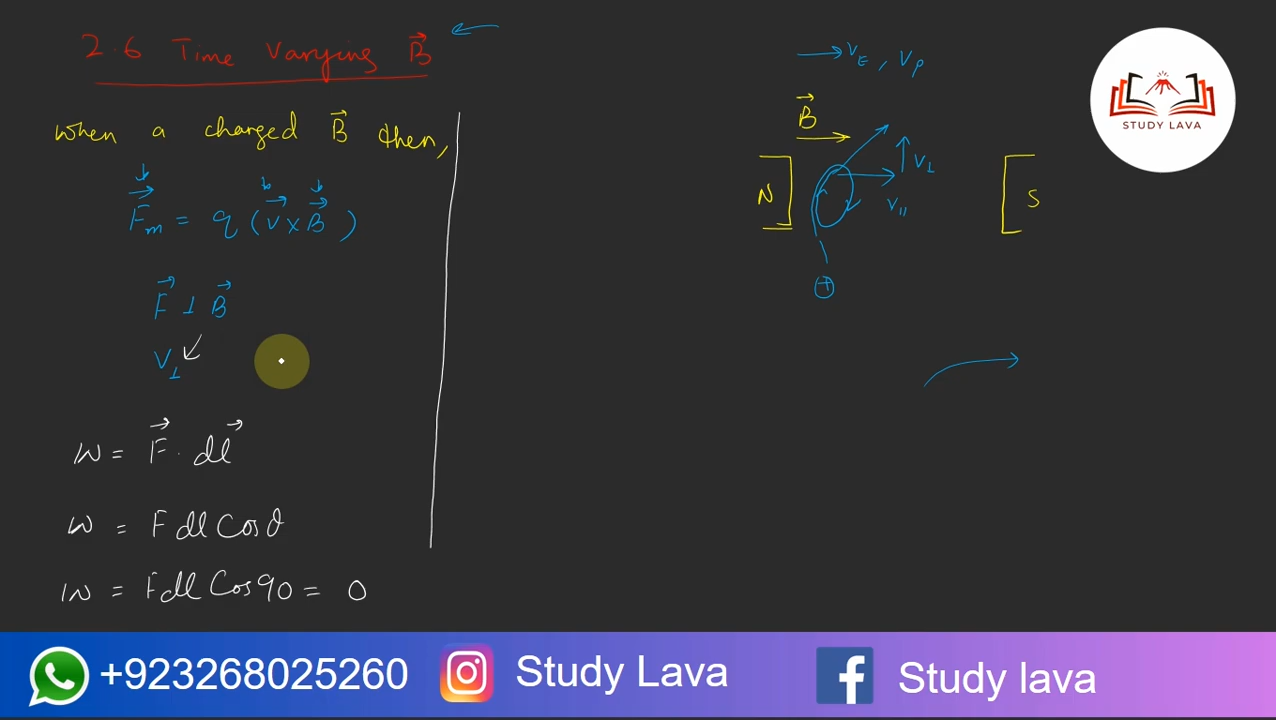 2.6 Time Varying B⃗
when a charged B⃗ then,
F⃗m = q (v⃗ x B⃗)
F⃗ ⊥ B⃗
V⊥
W = F⃗ . dl⃗
W = F dl Cos θ
W = F dl Cos 90 = 0
VE , VP
B⃗
N
V⊥
V||
S
+
STUDY LAVA
+923268025260
Study Lava
f
Study lava